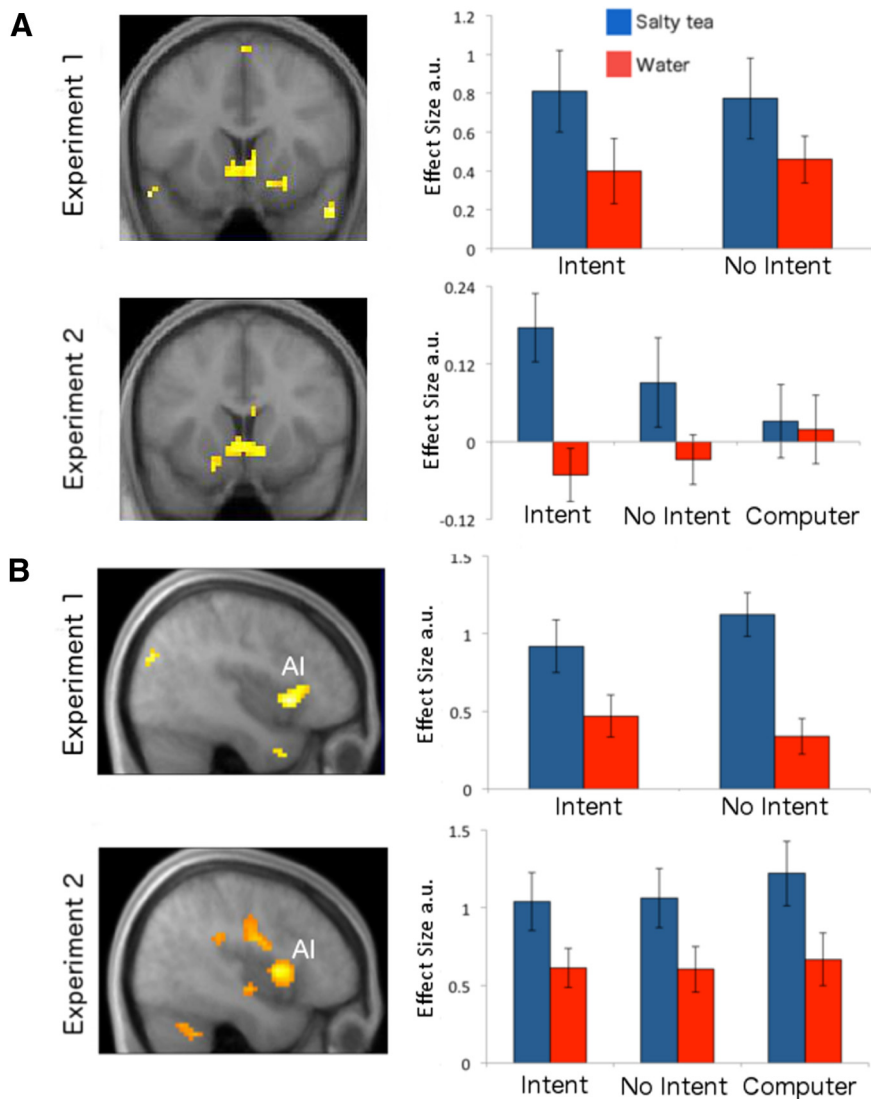 A
Experiment 1
Effect Size a.u.
1.2
1
0.8
0.6
0.4
0.2
0
Salty tea
Water
Intent
No Intent
Experiment 2
Effect Size a.u.
0.24
0.12
0
-0.12
Intent
No Intent
Computer
B
Experiment 1
AI
Effect Size a.u.
1.5
1
0.5
0
Intent
No Intent
Experiment 2
AI
Effect Size a.u.
1.5
1
0.5
0
Intent
No Intent
Computer